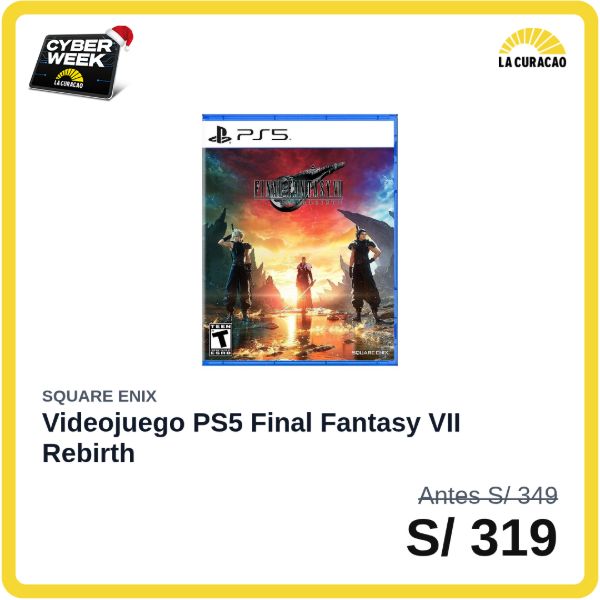 CYBER
WEEK
LA CURACAO
LA CURACAO
PS5
FINAL FANTASY VII
REBIRTH
TEEN
T
ESRB
SQUARE ENIX
SQUARE ENIX
Videojuego PS5 Final Fantasy VII
Rebirth
Antes S/ 349
S/ 319